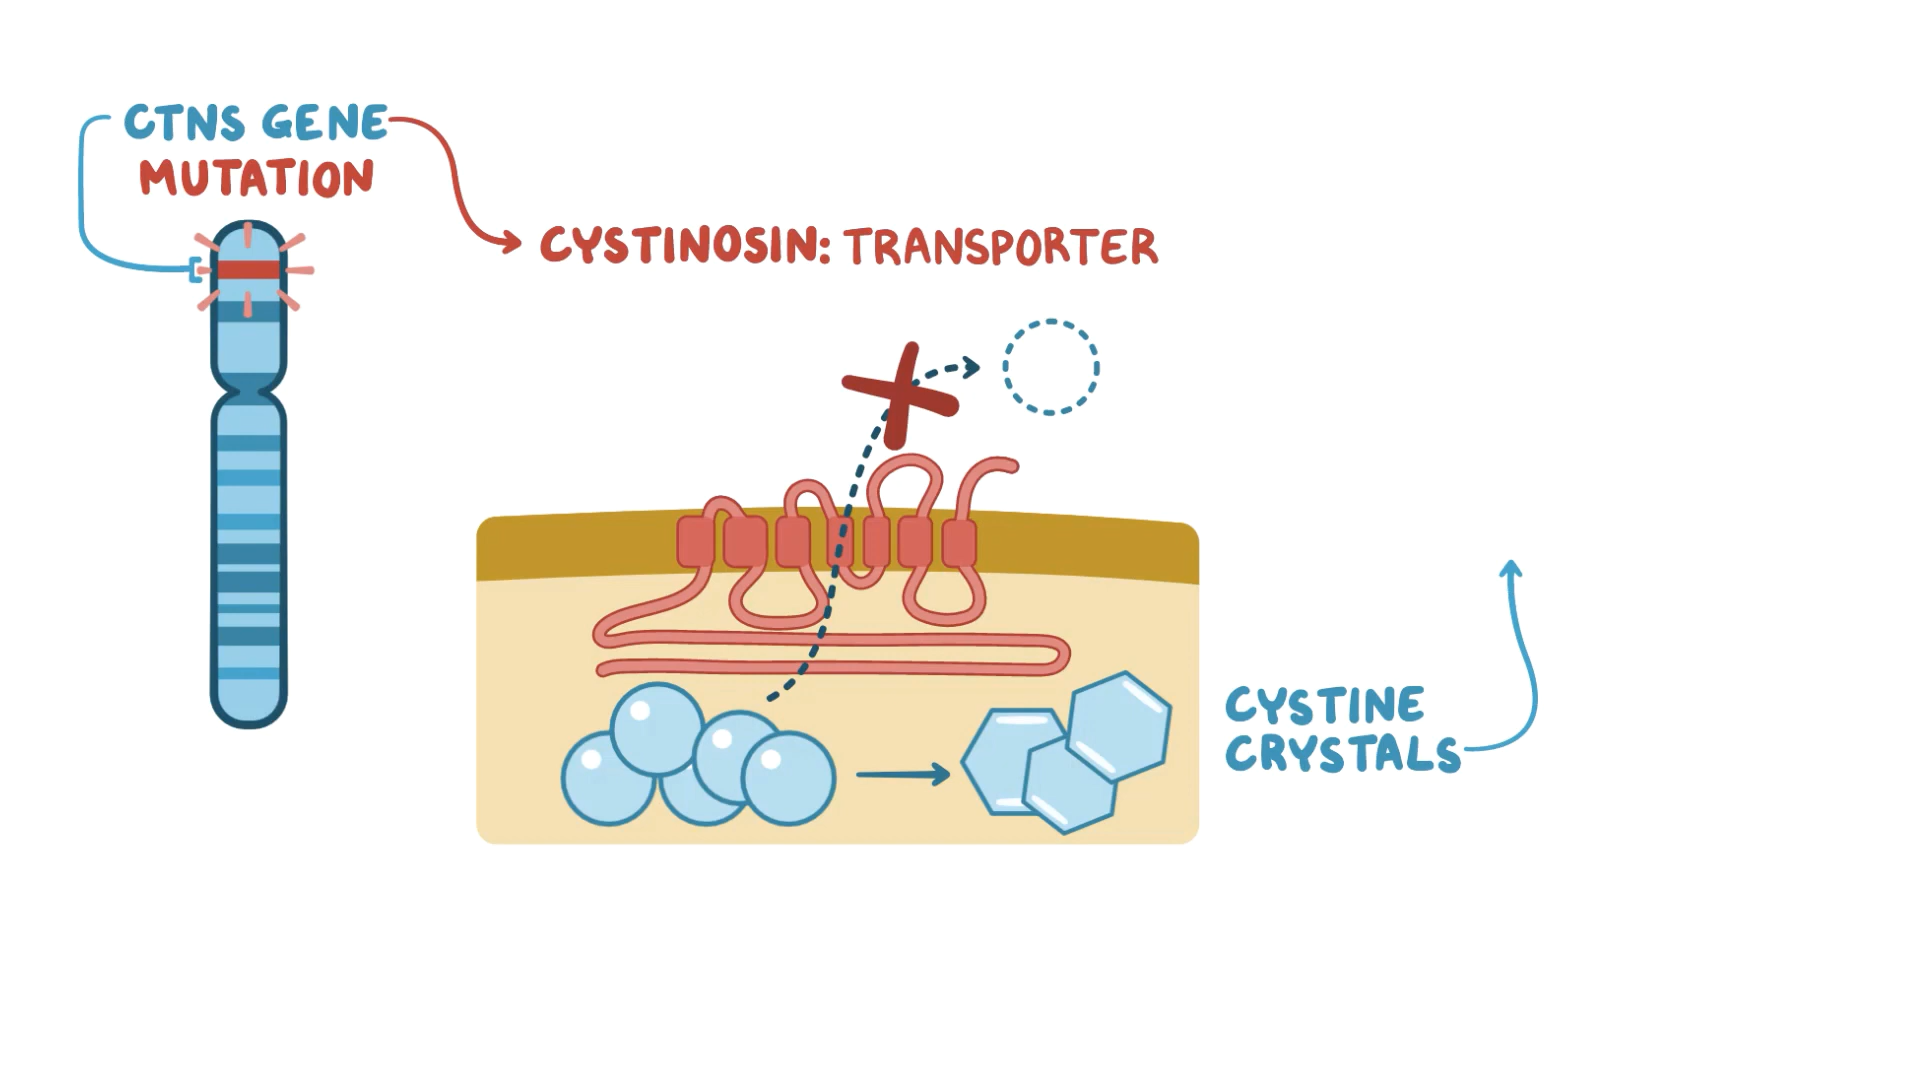 CTNS GENE
MUTATION
CYSTINOSIN: TRANSPORTER
CYSTINE
CRYSTALS